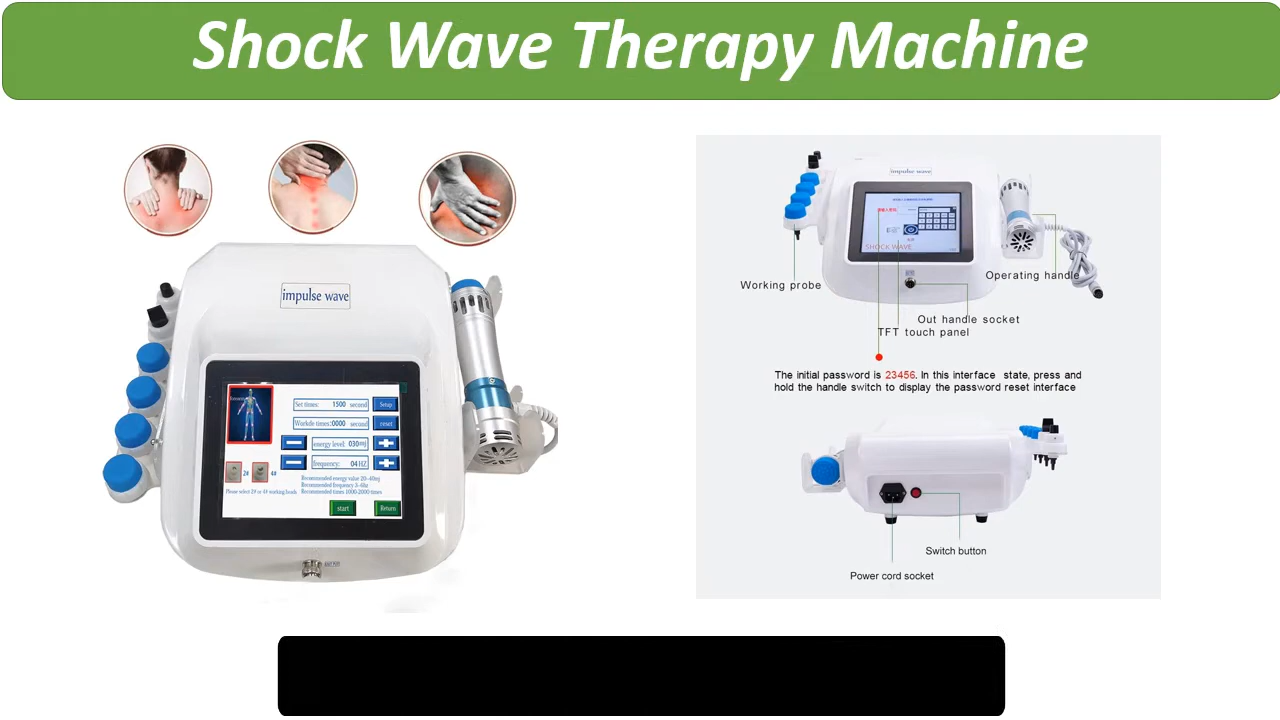 Shock Wave Therapy Machine
impulse wave
Set times: 1500 second
Setup
Workde times:0000 second
reset
energy level: 030mj
frequency: 04 HZ
2# 4#
Recommended energy value 20~40mj
Recommended frequency 3~6hz
Recommended times 1000-2000 times
Please select 2# or 4# working heads
start
Return
impulse wave
SHOCK WAVE
Working probe
Operating handle
Out handle socket
TFT touch panel
The initial password is 23456. In this interface state, press and
hold the handle switch to display the password reset interface
Switch button
Power cord socket